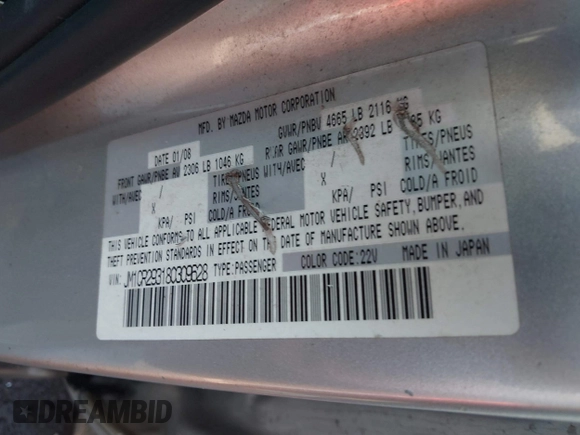 MFD. BY MAZDA MOTOR CORPORATION
DATE 01/08 GVWR/PNBV 4665 LB 2116 KG
FRONT GAWR/PNBE AV 2306 LB 1046 KG GAWR/PNBE AR 2392 LB KG
WITH/AVEC / TIRES/PNEUS WITH/AVEC / TIRES/PNEUS
X RIMS/JANTES X RIMS/JANTES
KPA/ PSI COLD/A FROID KPA/ PSI COLD/A FROID
THIS VEHICLE CONFORMS TO ALL APPLICABLE FEDERAL MOTOR VEHICLE SAFETY, BUMPER, AND
THEFT PREVENTION STANDARDS IN EFFECT ON THE DATE OF MANUFACTURE SHOWN ABOVE.
VIN: JM1CR293180309628 TYPE:PASSENGER COLOR CODE:22V MADE IN JAPAN
DREAMBID